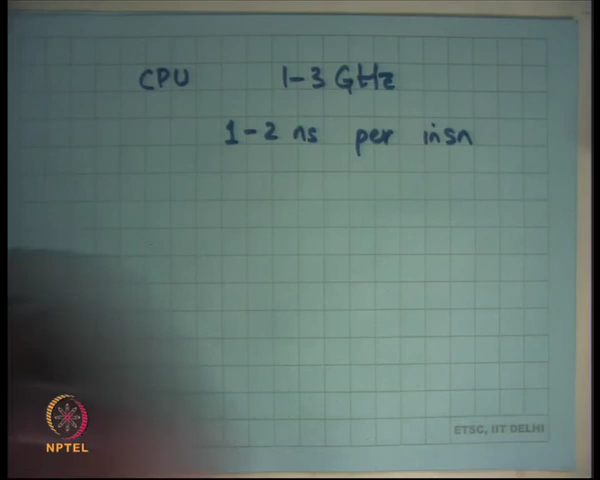 CPU 1-3 GHz
1-2 ns per insn
ETSC, IIT DELHI
NPTEL